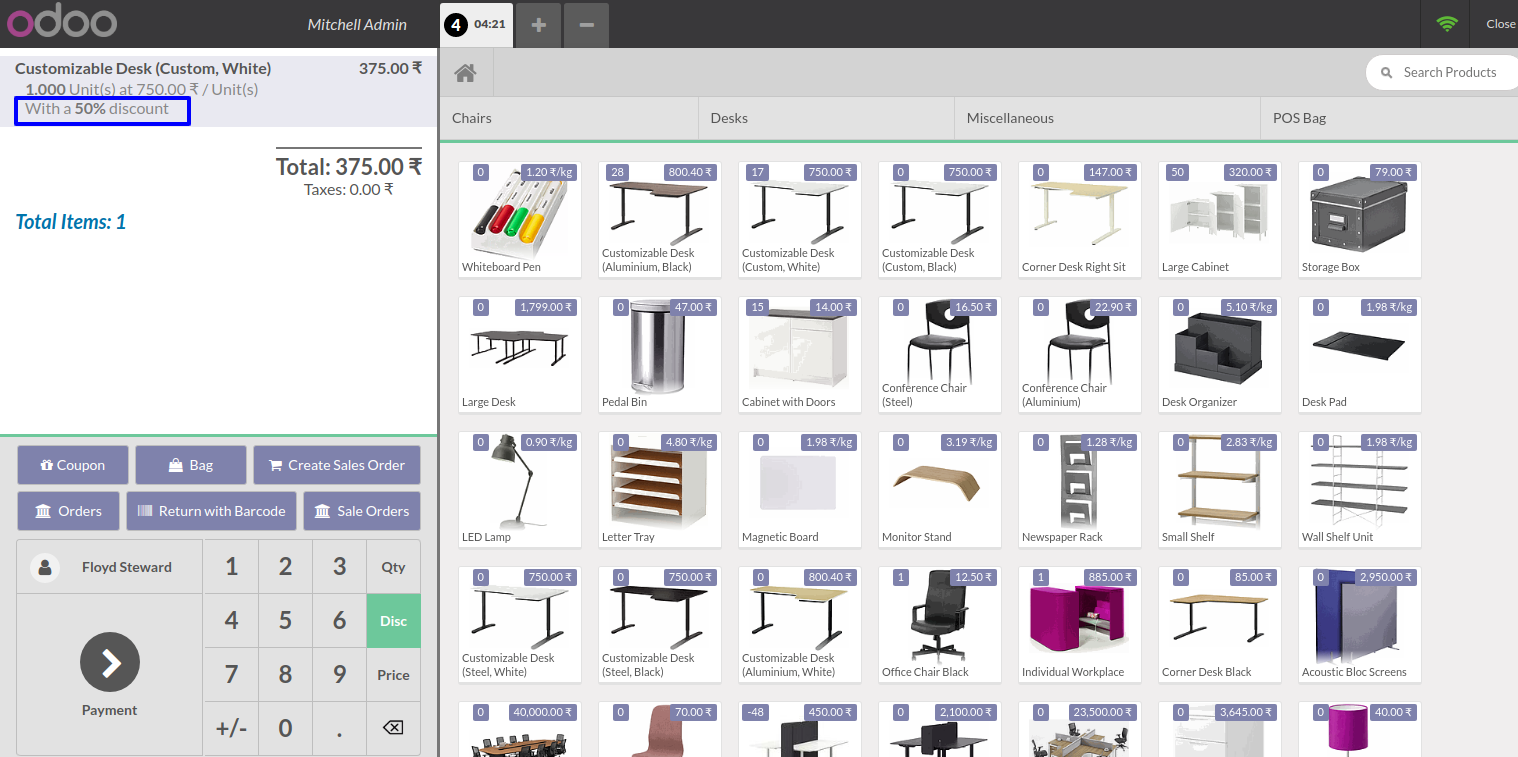 odoo
Mitchell Admin
4 04:21
Close
Customizable Desk (Custom, White) 375.00 ₹
1.000 Unit(s) at 750.00 ₹ / Unit(s)
With a 50% discount
Total: 375.00 ₹
Taxes: 0.00 ₹
Total Items: 1
Search Products
Chairs Desks Miscellaneous POS Bag
0 1.20 ₹/kg 28 800.40 ₹ 17 750.00 ₹ 0 750.00 ₹ 0 147.00 ₹ 50 320.00 ₹ 0 79.00 ₹
Whiteboard Pen
Customizable Desk (Aluminium, Black)
Customizable Desk (Custom, White)
Customizable Desk (Custom, Black)
Corner Desk Right Sit
Large Cabinet
Storage Box
0 1,799.00 ₹ 0 47.00 ₹ 15 14.00 ₹ 0 16.50 ₹ 0 22.90 ₹ 0 5.10 ₹/kg 0 1.98 ₹/kg
Large Desk
Pedal Bin
Cabinet with Doors
Conference Chair (Steel)
Conference Chair (Aluminium)
Desk Organizer
Desk Pad
0 0.90 ₹/kg 0 4.80 ₹/kg 0 1.98 ₹/kg 0 3.19 ₹/kg 0 1.28 ₹/kg 0 2.83 ₹/kg 0 1.98 ₹/kg
LED Lamp
Letter Tray
Magnetic Board
Monitor Stand
Newspaper Rack
Small Shelf
Wall Shelf Unit
0 750.00 ₹ 0 750.00 ₹ 0 800.40 ₹ 1 12.50 ₹ 1 885.00 ₹ 0 85.00 ₹ 0 2,950.00 ₹
Customizable Desk (Steel, White)
Customizable Desk (Steel, Black)
Customizable Desk (Aluminium, White)
Office Chair Black
Individual Workplace
Corner Desk Black
Acoustic Bloc Screens
0 40,000.00 ₹ 0 70.00 ₹ -48 450.00 ₹ 0 2,100.00 ₹ 0 23,500.00 ₹ 0 3,645.00 ₹ 0 40.00 ₹
Coupon Bag Create Sales Order
Orders Return with Barcode Sale Orders
Floyd Steward 1 2 3 Qty
4 5 6 Disc
7 8 9 Price
Payment
+/- 0 .